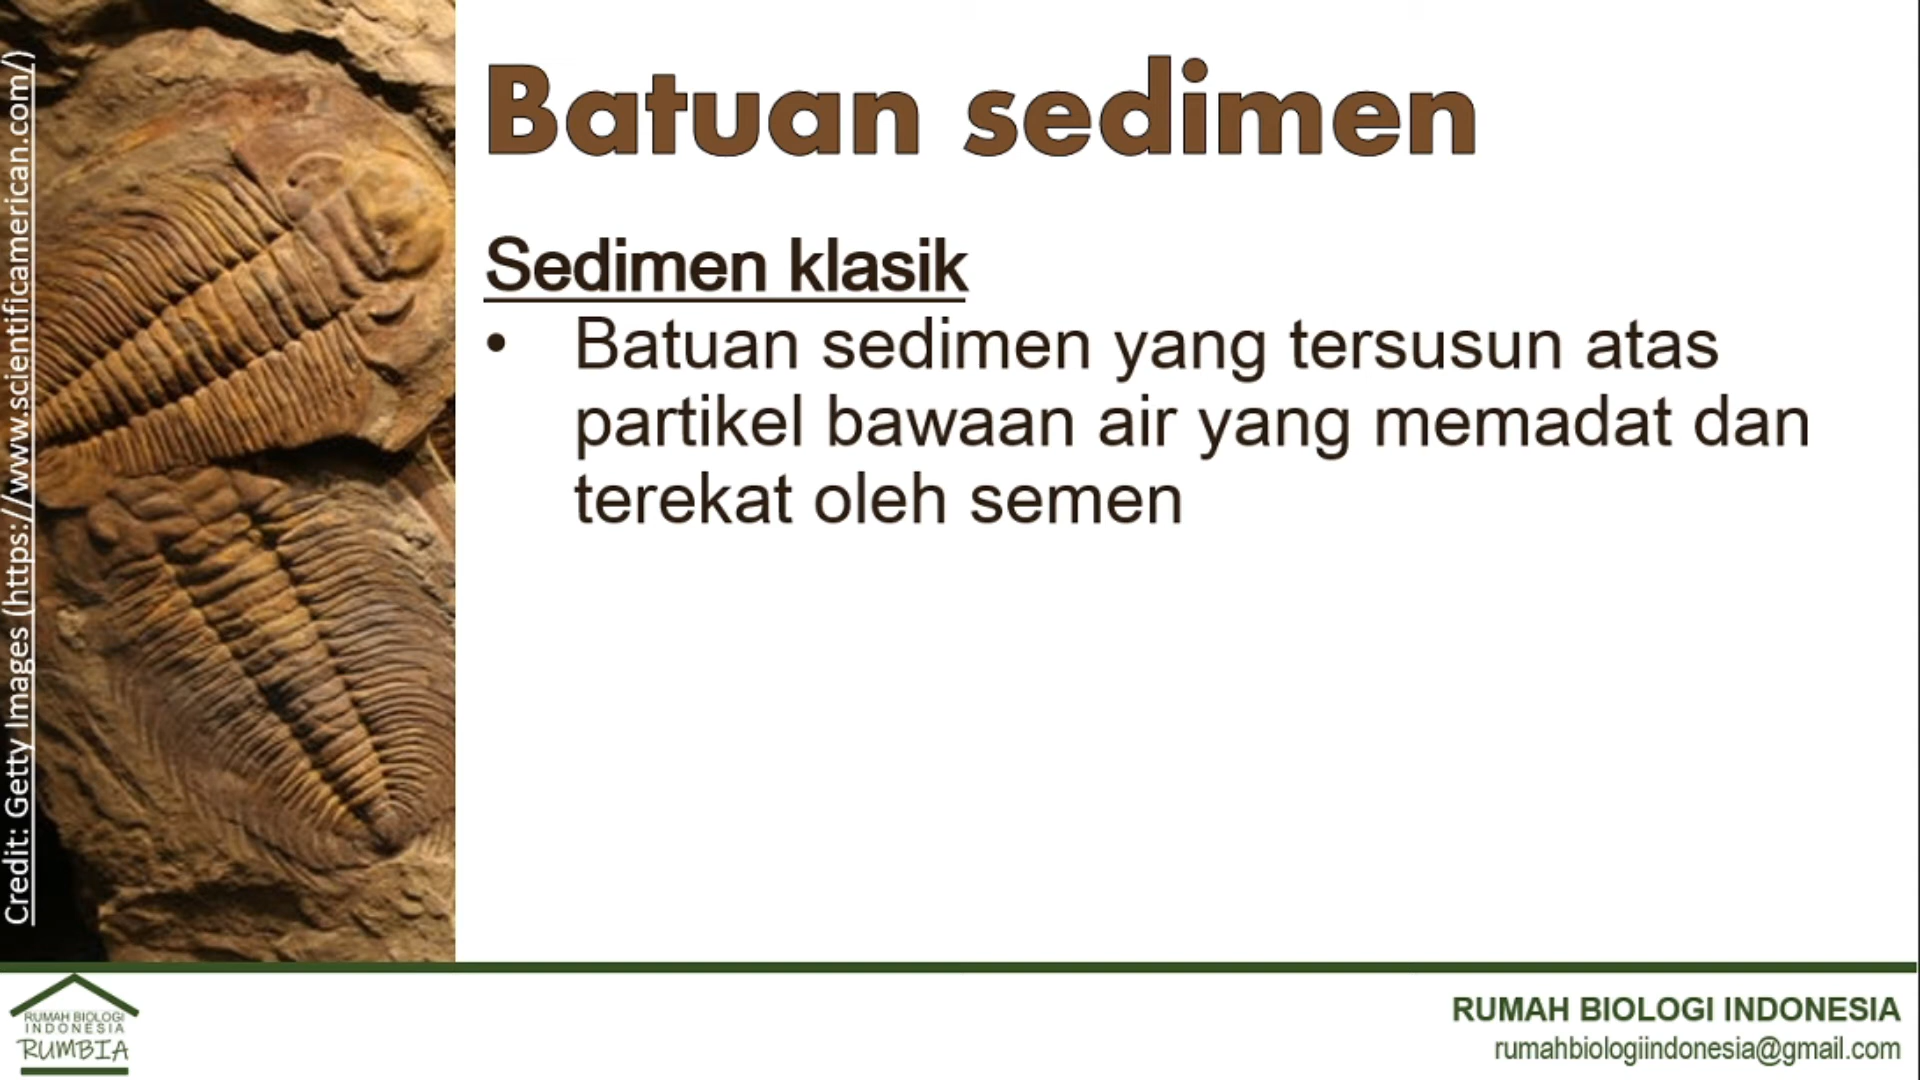 Credit: Getty Images (https://www.scientificamerican.com/)
Batuan sedimen
Sedimen klasik
• Batuan sedimen yang tersusun atas
partikel bawaan air yang memadat dan
terekat oleh semen
RUMAH BIOLOGI
INDONESIA
RUMBIA
RUMAH BIOLOGI INDONESIA
rumahbiologiindonesia@gmail.com